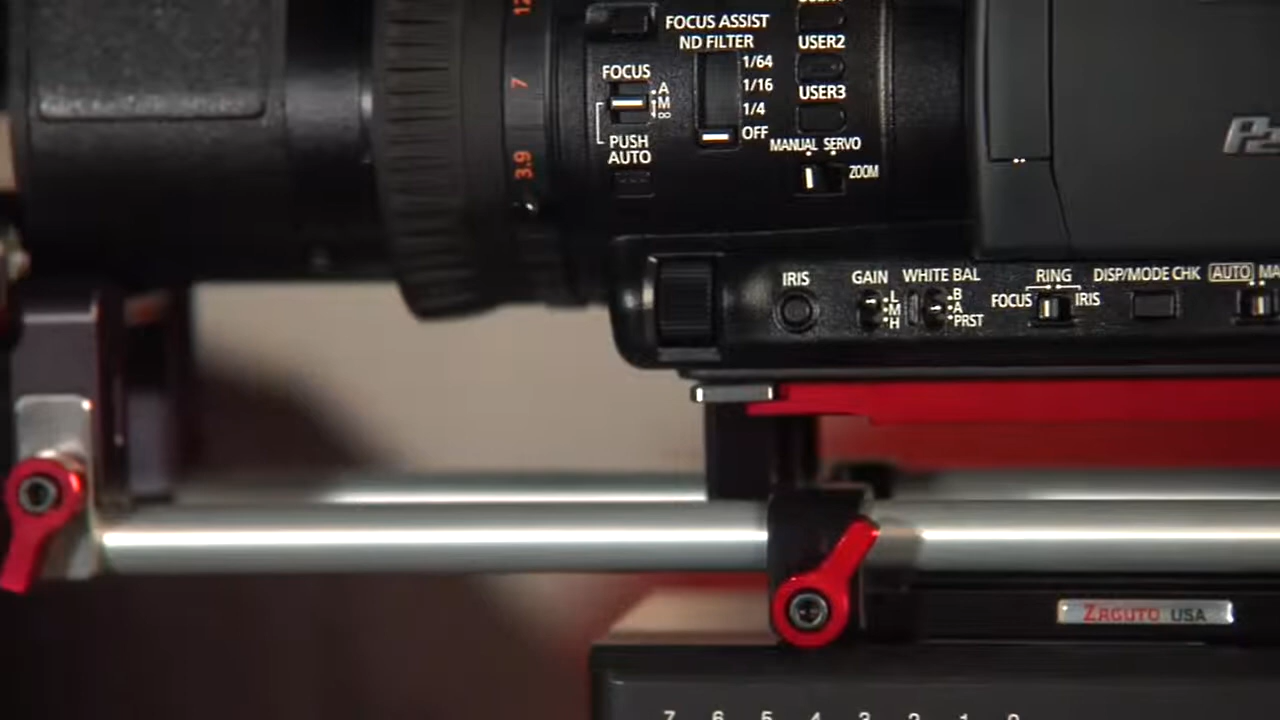 12
7
3.9
FOCUS ASSIST
ND FILTER
1/64
1/16
1/4
OFF
FOCUS
A
M
∞
PUSH
AUTO
USER2
USER3
MANUAL SERVO
ZOOM
P2
IRIS
GAIN
L
M
H
WHITE BAL
B
A
PRST
RING
FOCUS
IRIS
DISP/MODE CHK
AUTO MA
ZACUTO USA
7 6 5 4 3 2 1 0